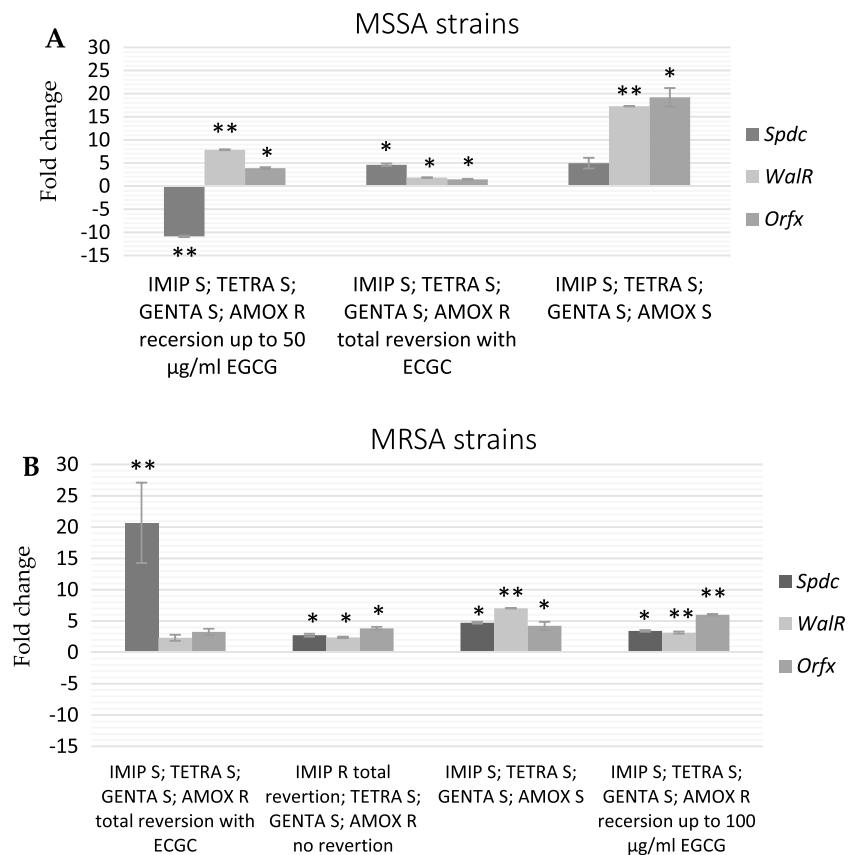 A
MSSA strains
30
25
20
15
10
5
0
-5
-10
-15
Fold change
**
**
*
*
*
*
**
*
Spdc
WalR
Orfx
IMIP S; TETRA S;
GENTA S; AMOX R
recersion up to 50
µg/ml EGCG
IMIP S; TETRA S;
GENTA S; AMOX R
total reversion with
ECGC
IMIP S; TETRA S;
GENTA S; AMOX S
B
MRSA strains
30
25
20
15
10
5
0
-5
-10
-15
Fold change
**
*
*
*
*
**
*
*
**
**
Spdc
WalR
Orfx
IMIP S; TETRA S;
GENTA S; AMOX R
total reversion with
ECGC
IMIP R total
revertion; TETRA S;
GENTA S; AMOX R
no revertion
IMIP S; TETRA S;
GENTA S; AMOX S
IMIP S; TETRA S;
GENTA S; AMOX R
recersion up to 100
µg/ml EGCG